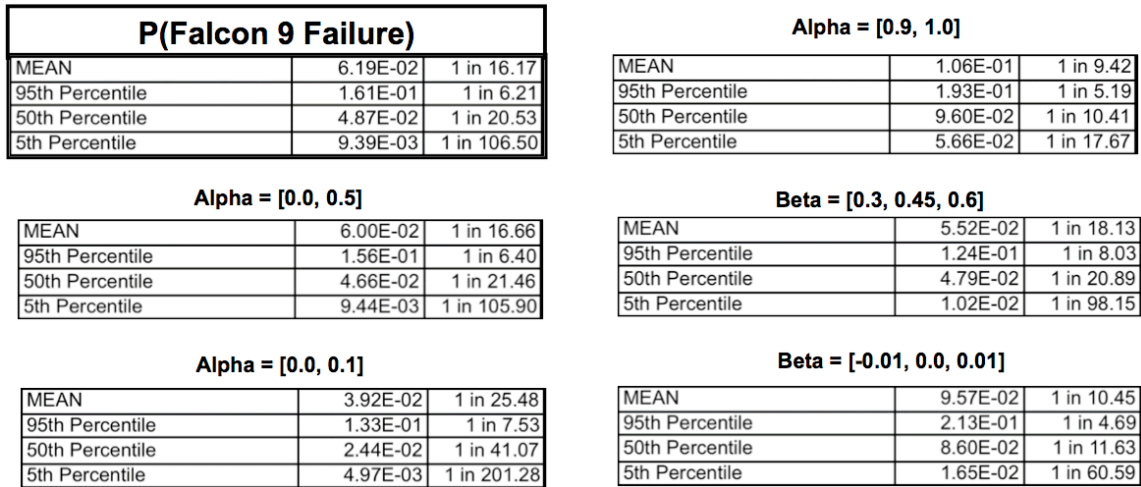 P(Falcon 9 Failure)
MEAN 6.19E-02 1 in 16.17
95th Percentile 1.61E-01 1 in 6.21
50th Percentile 4.87E-02 1 in 20.53
5th Percentile 9.39E-03 1 in 106.50
Alpha = [0.9, 1.0]
MEAN 1.06E-01 1 in 9.42
95th Percentile 1.93E-01 1 in 5.19
50th Percentile 9.60E-02 1 in 10.41
5th Percentile 5.66E-02 1 in 17.67
Alpha = [0.0, 0.5]
MEAN 6.00E-02 1 in 16.66
95th Percentile 1.56E-01 1 in 6.40
50th Percentile 4.66E-02 1 in 21.46
5th Percentile 9.44E-03 1 in 105.90
Beta = [0.3, 0.45, 0.6]
MEAN 5.52E-02 1 in 18.13
95th Percentile 1.24E-01 1 in 8.03
50th Percentile 4.79E-02 1 in 20.89
5th Percentile 1.02E-02 1 in 98.15
Alpha = [0.0, 0.1]
MEAN 3.92E-02 1 in 25.48
95th Percentile 1.33E-01 1 in 7.53
50th Percentile 2.44E-02 1 in 41.07
5th Percentile 4.97E-03 1 in 201.28
Beta = [-0.01, 0.0, 0.01]
MEAN 9.57E-02 1 in 10.45
95th Percentile 2.13E-01 1 in 4.69
50th Percentile 8.60E-02 1 in 11.63
5th Percentile 1.65E-02 1 in 60.59